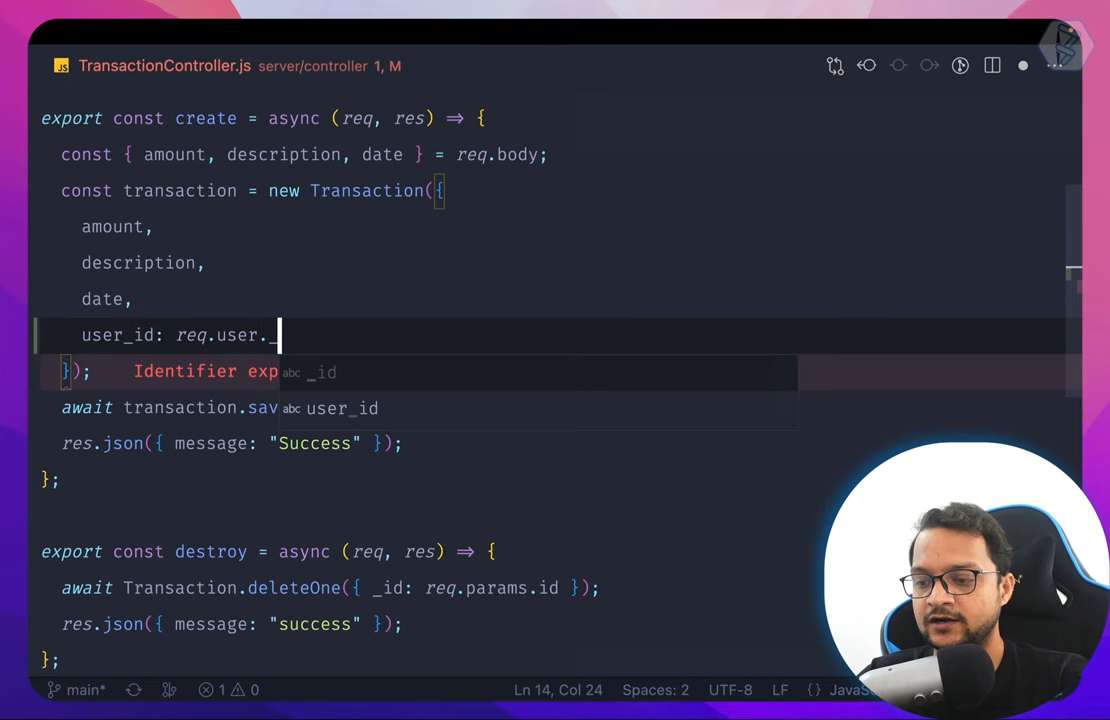 JS TransactionController.js server/controller 1, M
export const create = async (req, res) => {
const { amount, description, date } = req.body;
const transaction = new Transaction({
amount,
description,
date,
user_id: req.user._
}); Identifier exp
abc _id
abc user_id
await transaction.sav
res.json({ message: "Success" });
};
export const destroy = async (req, res) => {
await Transaction.deleteOne({ _id: req.params.id });
res.json({ message: "success" });
};
main* 1 0 Ln 14, Col 24 Spaces: 2 UTF-8 LF {}